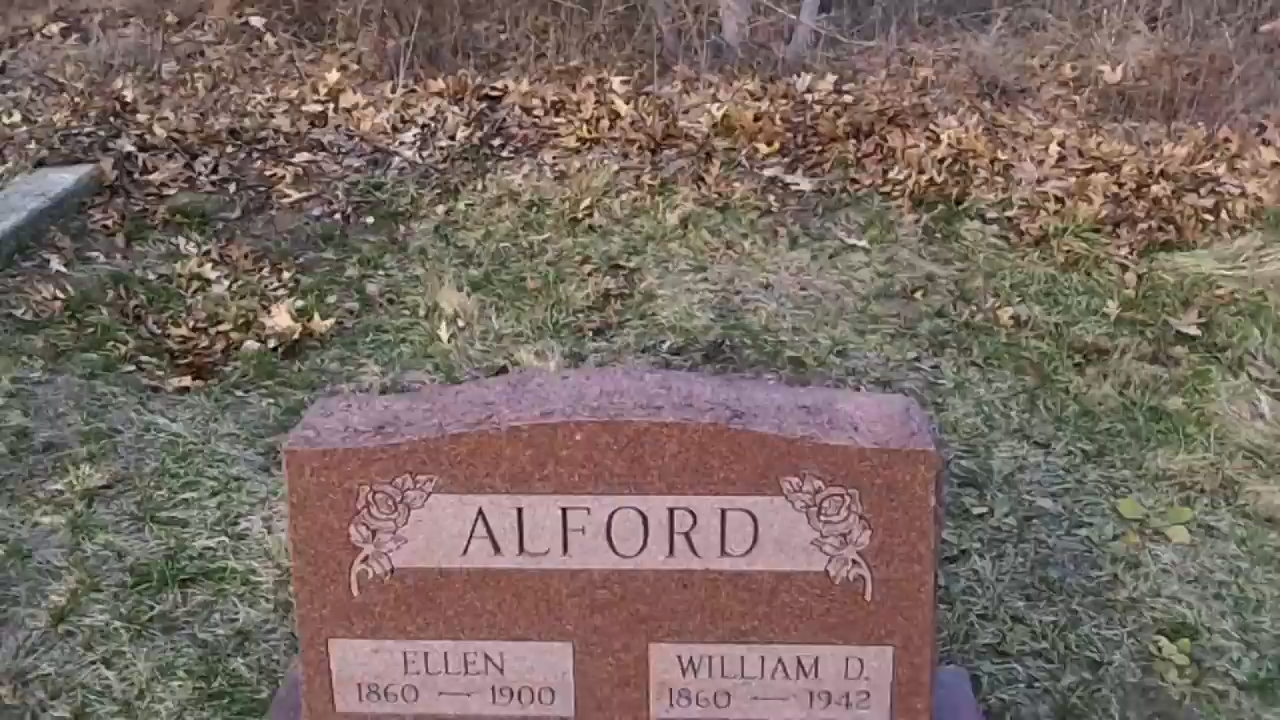 ALFORD
ELLEN
1860 — 1900
WILLIAM D.
1860 — 1942